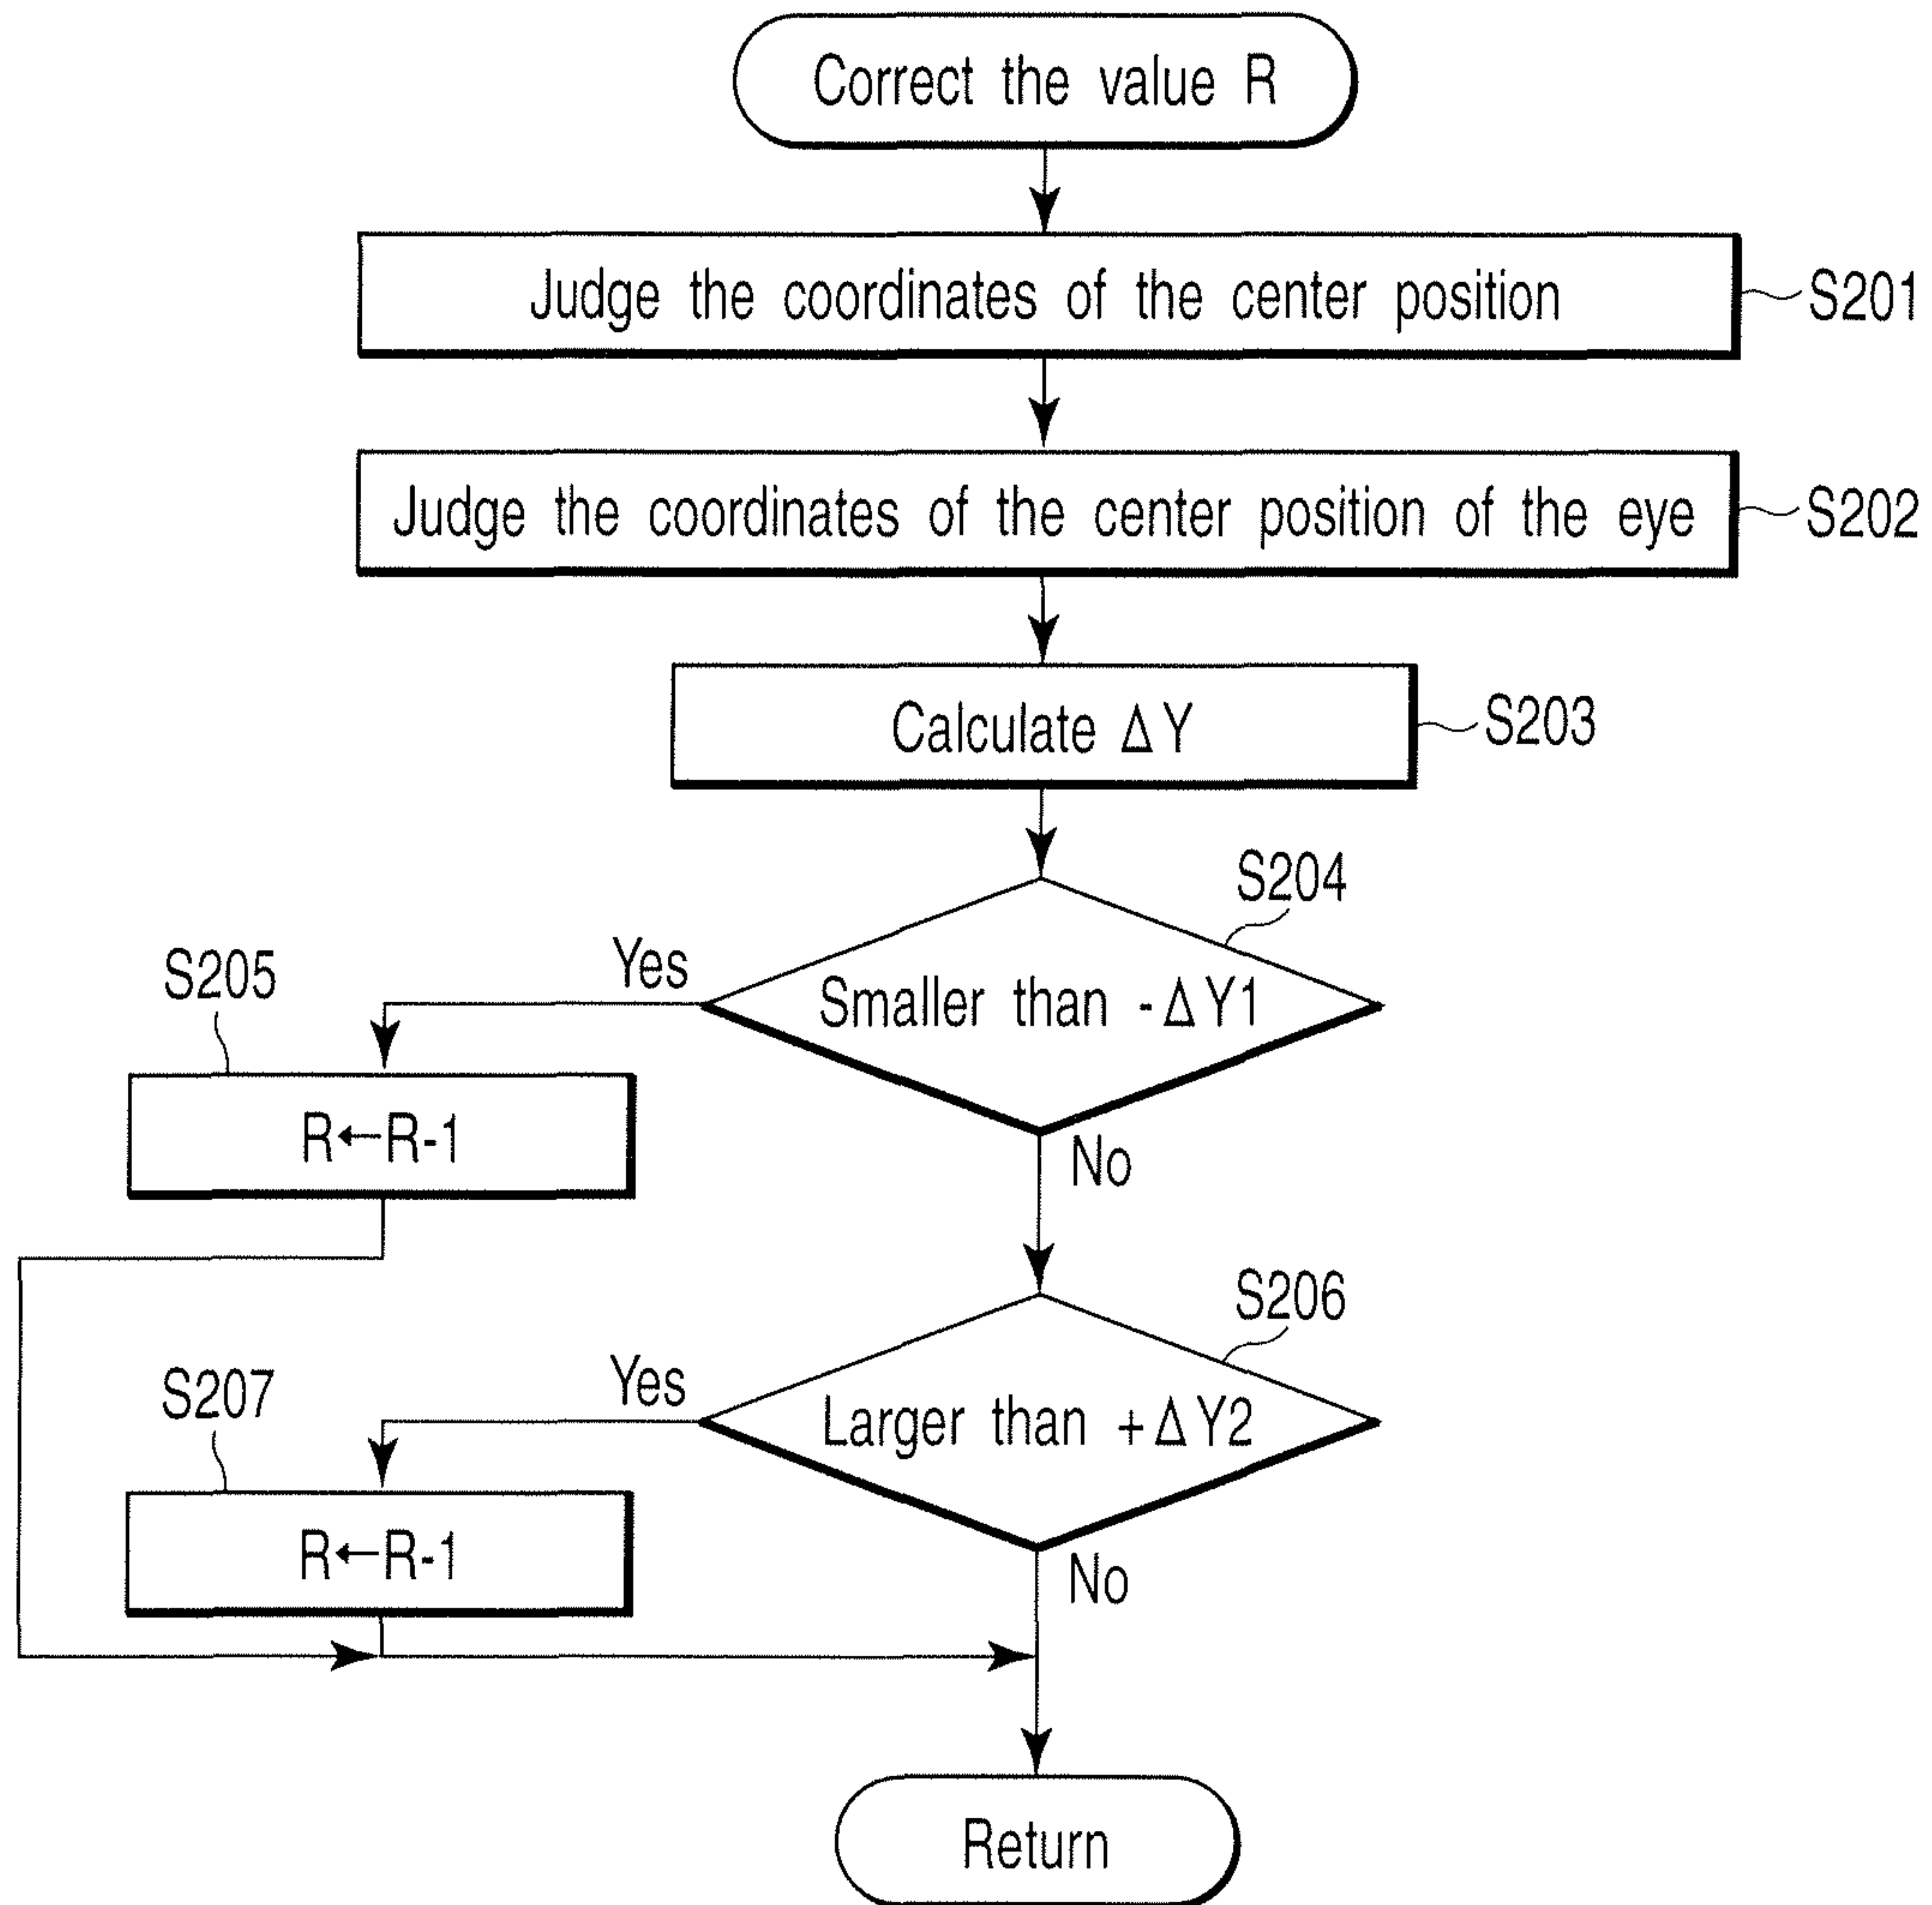 Correct the value R
Judge the coordinates of the center position
S201
Judge the coordinates of the center position of the eye
S202
Calculate ΔY
S203
S204
Smaller than -ΔY1
Yes
S205
R←R-1
No
S206
Larger than +ΔY2
Yes
S207
R←R-1
No
Return